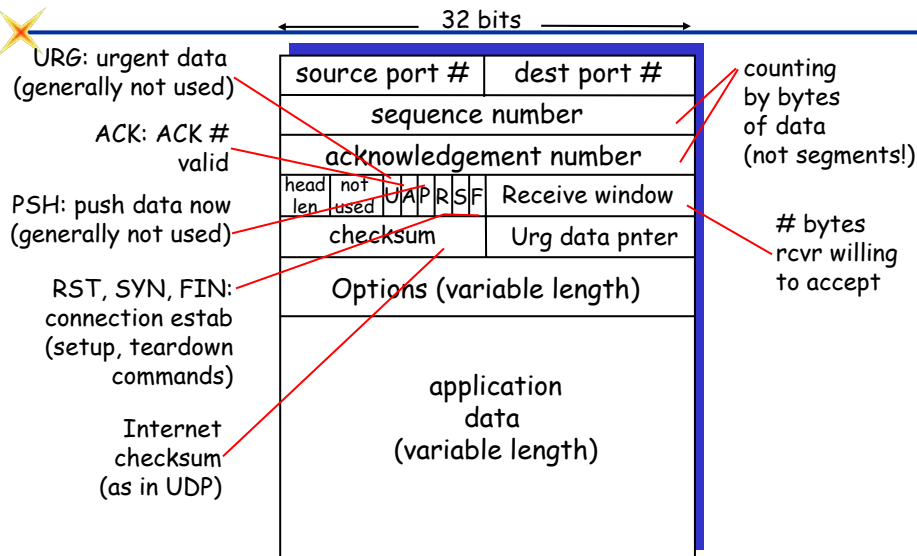 32 bits
URG: urgent data
(generally not used)
ACK: ACK #
valid
PSH: push data now
(generally not used)
RST, SYN, FIN:
connection estab
(setup, teardown
commands)
Internet
checksum
(as in UDP)
source port #
dest port #
sequence number
acknowledgement number
head
len
not
used
U
A
P
R
S
F
Receive window
checksum
Urg data pnter
Options (variable length)
application
data
(variable length)
counting
by bytes
of data
(not segments!)
# bytes
rcvr willing
to accept